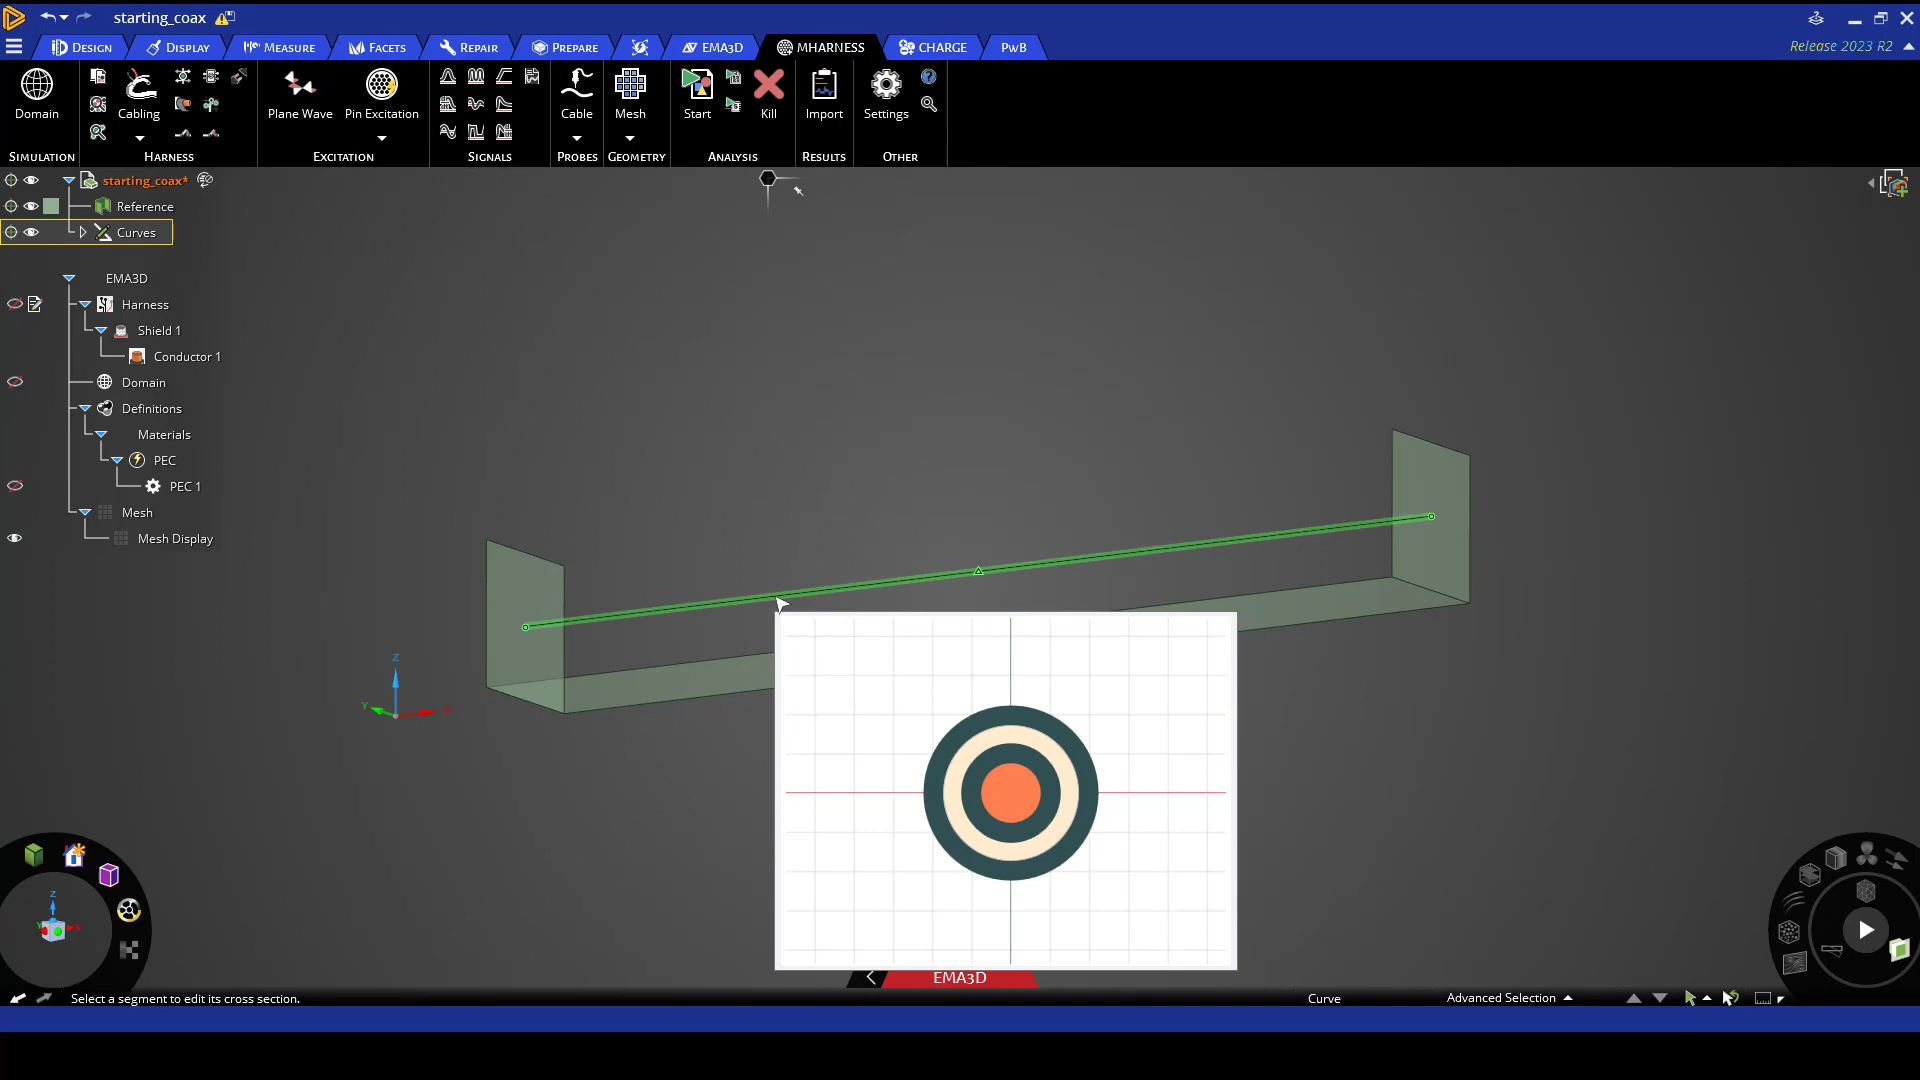 starting_coax
DESIGN DISPLAY MEASURE FACETS REPAIR PREPARE EMA3D MHARNESS CHARGE PWB
Release 2023 R2
Domain Cabling Plane Wave Pin Excitation Cable Mesh Start Kill Import Settings
SIMULATION HARNESS EXCITATION SIGNALS PROBES GEOMETRY ANALYSIS RESULTS OTHER
starting_coax*
Reference
Curves
EMA3D
Harness
Shield 1
Conductor 1
Domain
Definitions
Materials
PEC
PEC 1
Mesh
Mesh Display
Z
Y
X
Z
Y
X
EMA3D
Select a segment to edit its cross section.
Curve
Advanced Selection